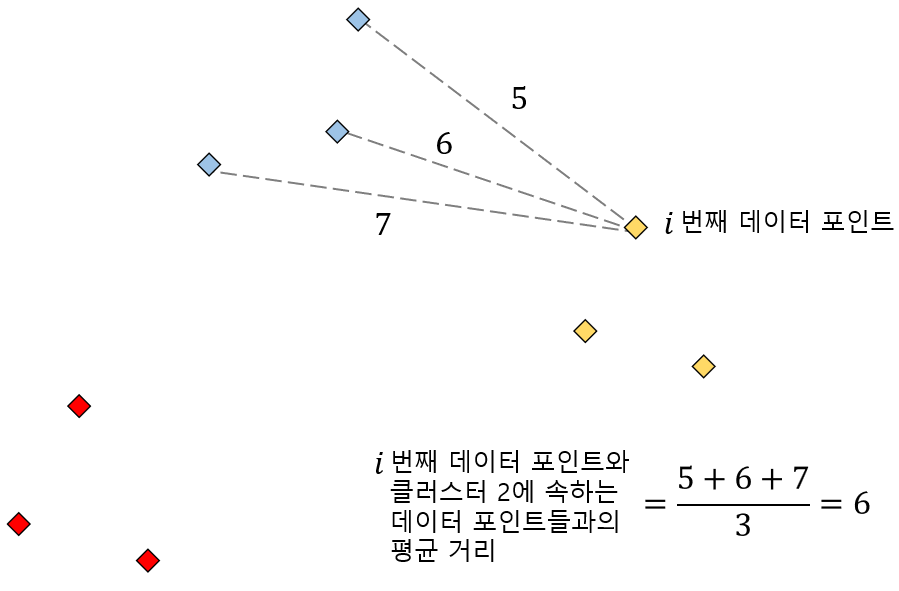 5
6
7
i 번째 데이터 포인트
i 번째 데이터 포인트와
클러스터 2에 속하는
데이터 포인트들과의
평균 거리
= \frac{5 + 6 + 7}{3} = 6